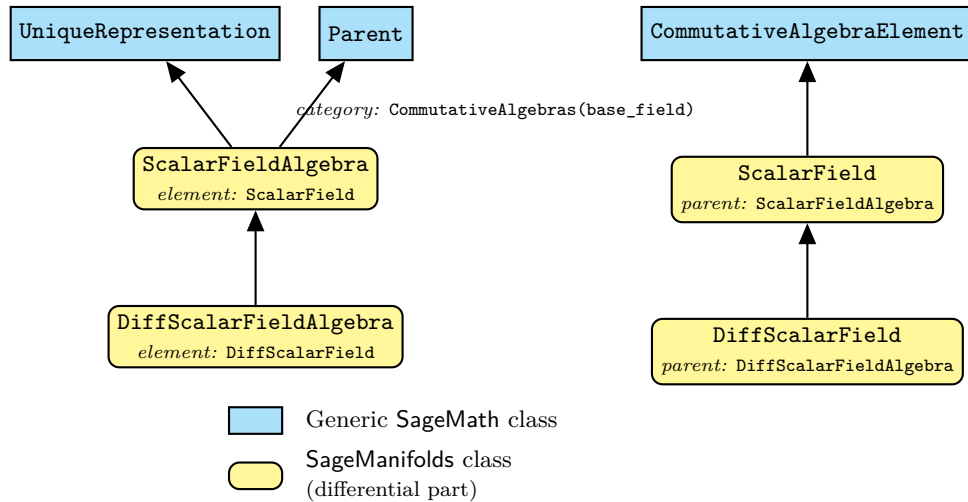 UniqueRepresentation
Parent
CommutativeAlgebraElement
category: CommutativeAlgebras(base_field)
ScalarFieldAlgebra
element: ScalarField
ScalarField
parent: ScalarFieldAlgebra
DiffScalarFieldAlgebra
element: DiffScalarField
DiffScalarField
parent: DiffScalarFieldAlgebra
Generic SageMath class
SageManifolds class
(differential part)